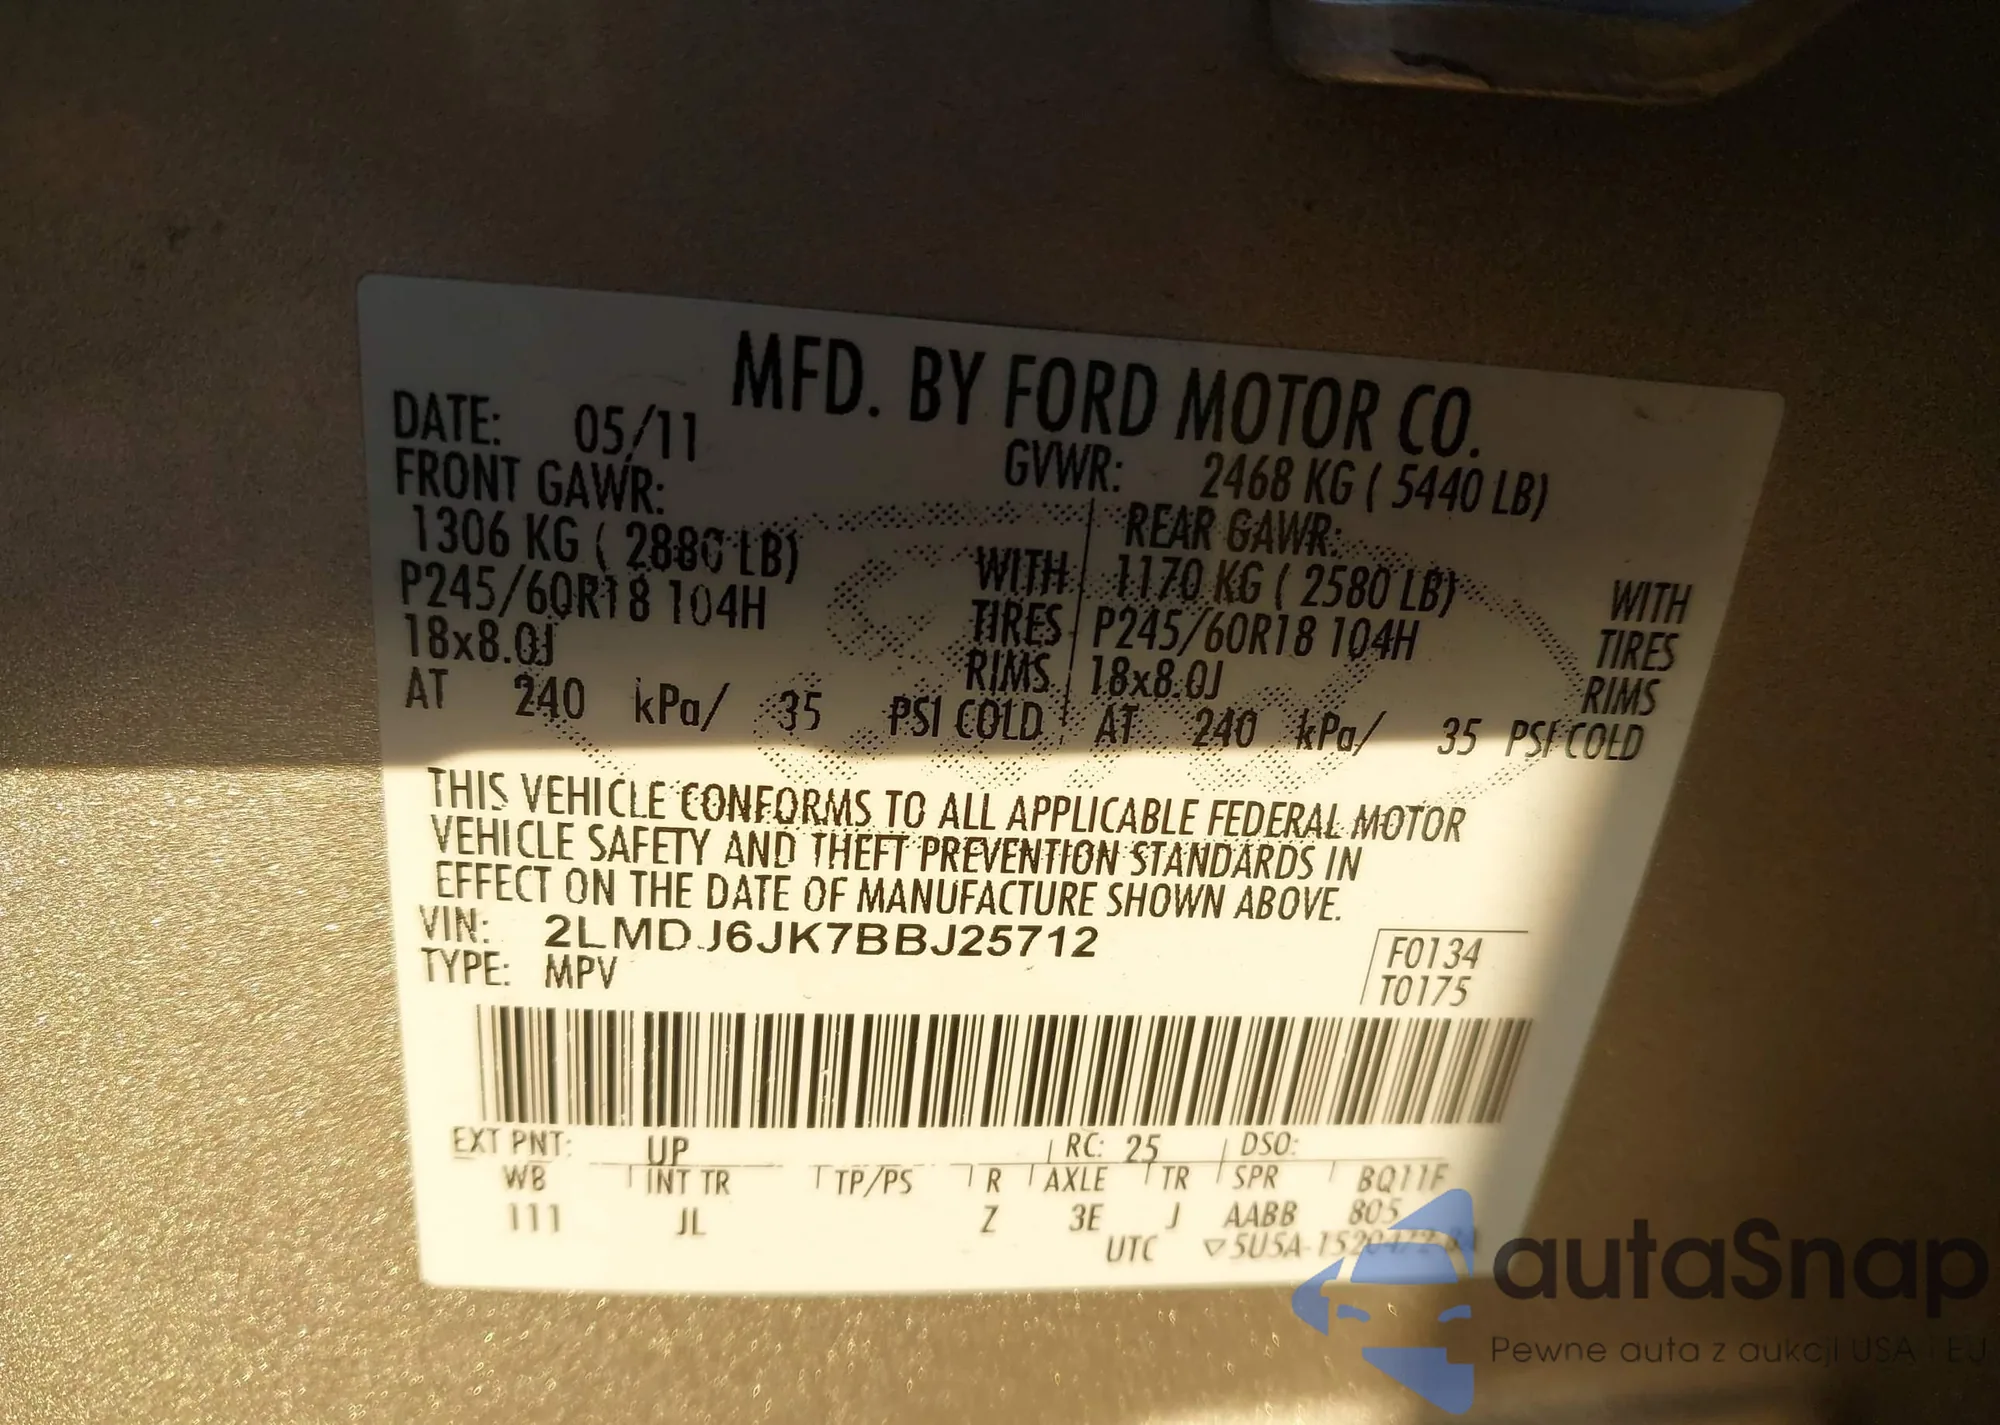 MFD. BY FORD MOTOR CO.
DATE: 05/11
GVWR: 2468 KG ( 5440 LB)
FRONT GAWR:
1306 KG ( 2880 LB)
P245/60R18 104H
18x8.0J
AT 240 kPa/ 35 PSI COLD
WITH
TIRES
RIMS
REAR GAWR:
1170 KG ( 2580 LB)
P245/60R18 104H
18x8.0J
AT 240 kPa/ 35 PSI COLD
WITH
TIRES
RIMS
THIS VEHICLE CONFORMS TO ALL APPLICABLE FEDERAL MOTOR
VEHICLE SAFETY AND THEFT PREVENTION STANDARDS IN
EFFECT ON THE DATE OF MANUFACTURE SHOWN ABOVE.
VIN: 2LMDJ6JK7BBJ25712
TYPE: MPV
F0134
T0175
EXT PNT: UP RC: 25 DSO:
WB INT TR TP/PS R AXLE TR SPR BQ11F
111 JL Z 3E J AABB 805
UTC
autaSnap
Pewne auta z aukcji USA i EU